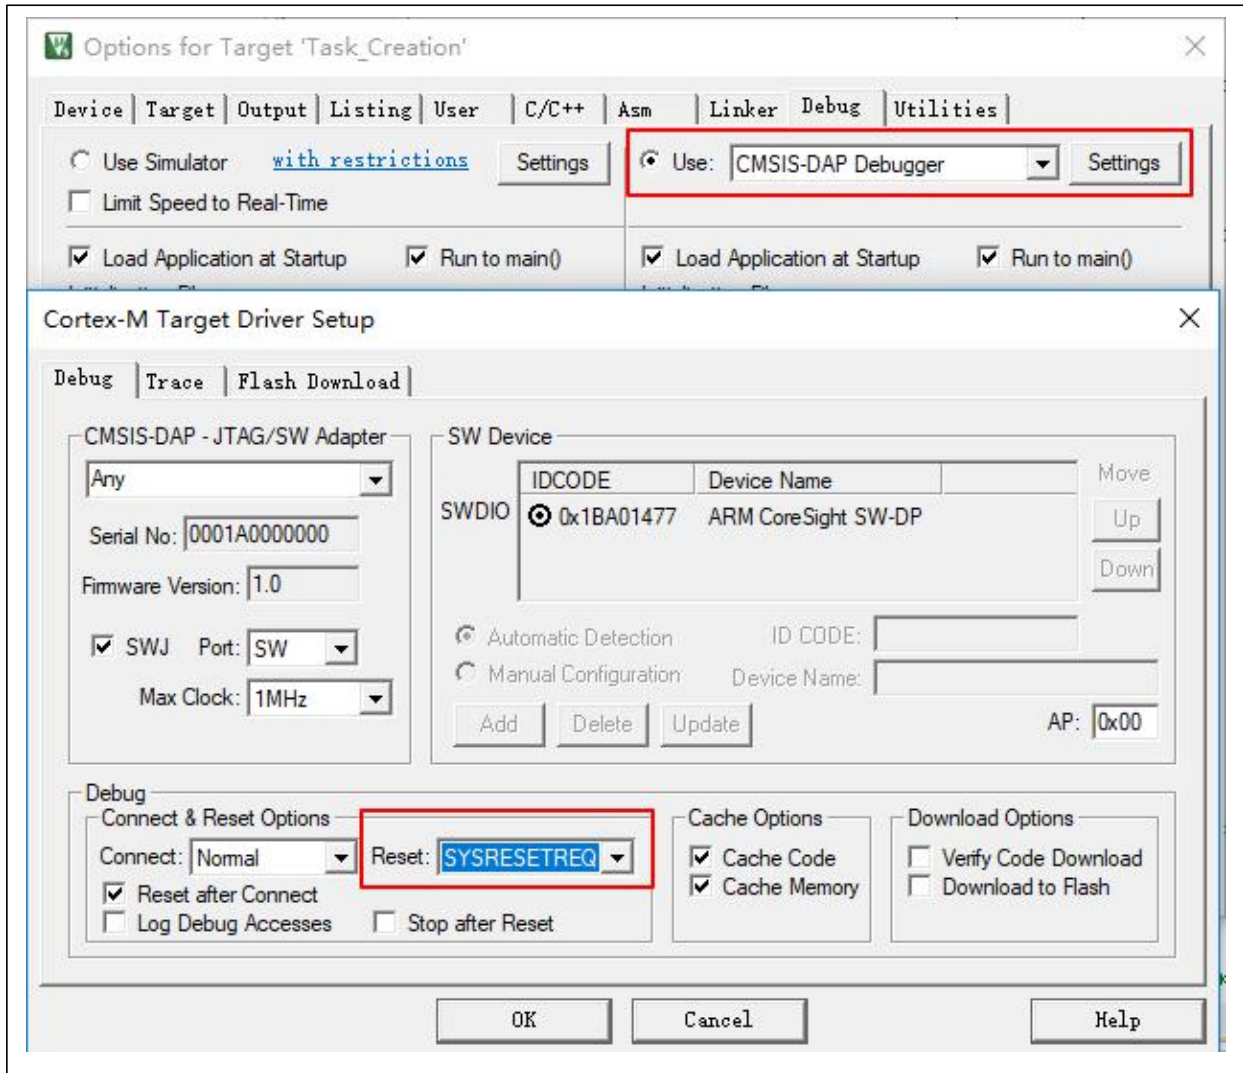 Options for Target 'Task_Creation'
Device Target Output Listing User C/C++ Asm Linker Debug Utilities
Use Simulator with restrictions Settings Use: CMSIS-DAP Debugger Settings
Limit Speed to Real-Time
Load Application at Startup Run to main() Load Application at Startup Run to main()
Cortex-M Target Driver Setup
Debug Trace Flash Download
CMSIS-DAP - JTAG/SW Adapter SW Device
Any IDCODE Device Name Move
SWDIO 0x1BA01477 ARM CoreSight SW-DP Up
Serial No: 0001A0000000
Firmware Version: 1.0 Down
SWJ Port: SW Automatic Detection ID CODE:
Manual Configuration Device Name:
Max Clock: 1MHz Add Delete Update AP: 0x00
Debug
Connect & Reset Options Cache Options Download Options
Connect: Normal Reset: SYSRESETREQ Cache Code Verify Code Download
Reset after Connect Cache Memory Download to Flash
Log Debug Accesses Stop after Reset
OK Cancel Help